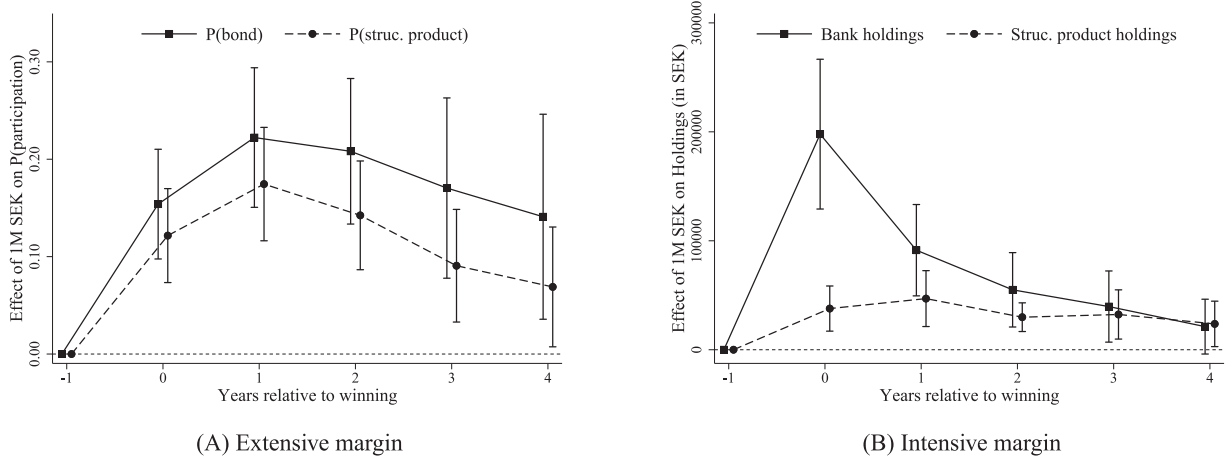 P(bond) P(struc. product)
Effect of 1M SEK on P(participation)
0.30
0.20
0.10
0.00
-1 0 1 2 3 4
Years relative to winning
(A) Extensive margin
Bank holdings Struc. product holdings
Effect of 1M SEK on Holdings (in SEK)
300000
200000
100000
0
-1 0 1 2 3 4
Years relative to winning
(B) Intensive margin